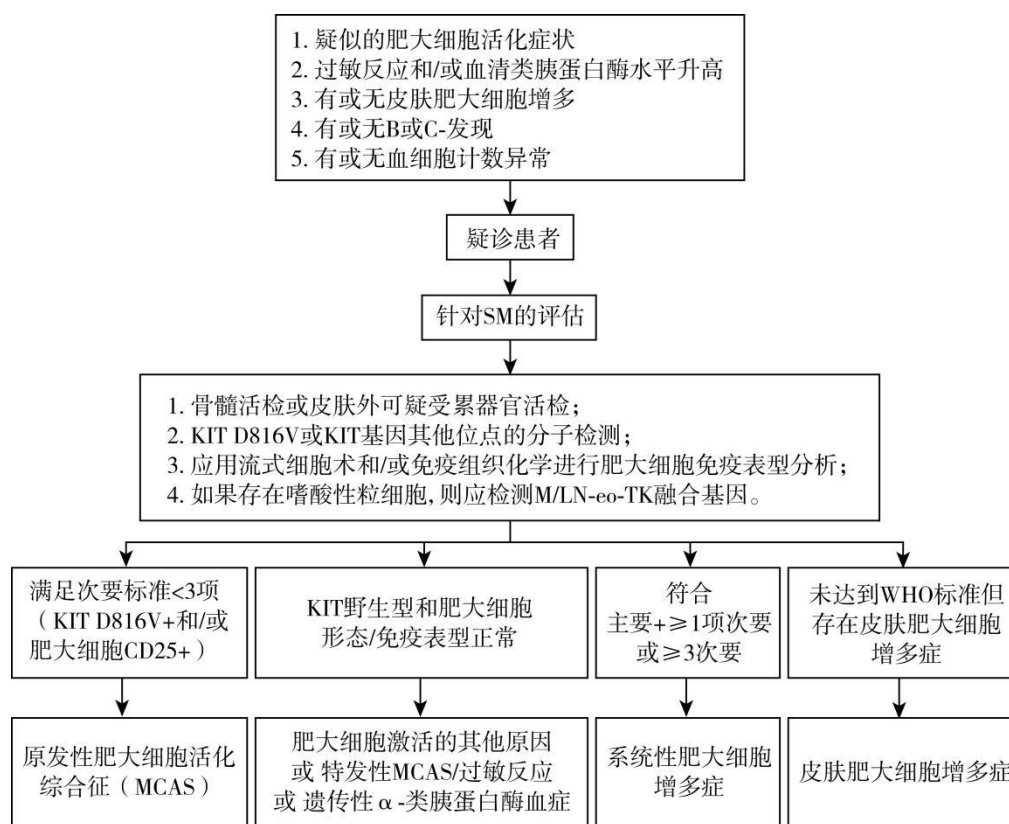 1. 疑似的肥大细胞活化症状
2. 过敏反应和/或血清类胰蛋白酶水平升高
3. 有或无皮肤肥大细胞增多
4. 有或无B或C-发现
5. 有或无血细胞计数异常
疑诊患者
针对SM的评估
1. 骨髓活检或皮肤外可疑受累器官活检；
2. KIT D816V或KIT基因其他位点的分子检测；
3. 应用流式细胞术和/或免疫组织化学进行肥大细胞免疫表型分析；
4. 如果存在嗜酸性粒细胞,则应检测M/LN-eo-TK融合基因。
满足次要标准<3项
（KIT D816V+和/或
肥大细胞CD25+）
KIT野生型和肥大细胞
形态/免疫表型正常
符合
主要+≥1项次要
或≥3次要
未达到WHO标准但
存在皮肤肥大细胞
增多症
原发性肥大细胞活化
综合征（MCAS）
肥大细胞激活的其他原因
或 特发性MCAS/过敏反应
或 遗传性α-类胰蛋白酶血症
系统性肥大细胞
增多症
皮肤肥大细胞增多症